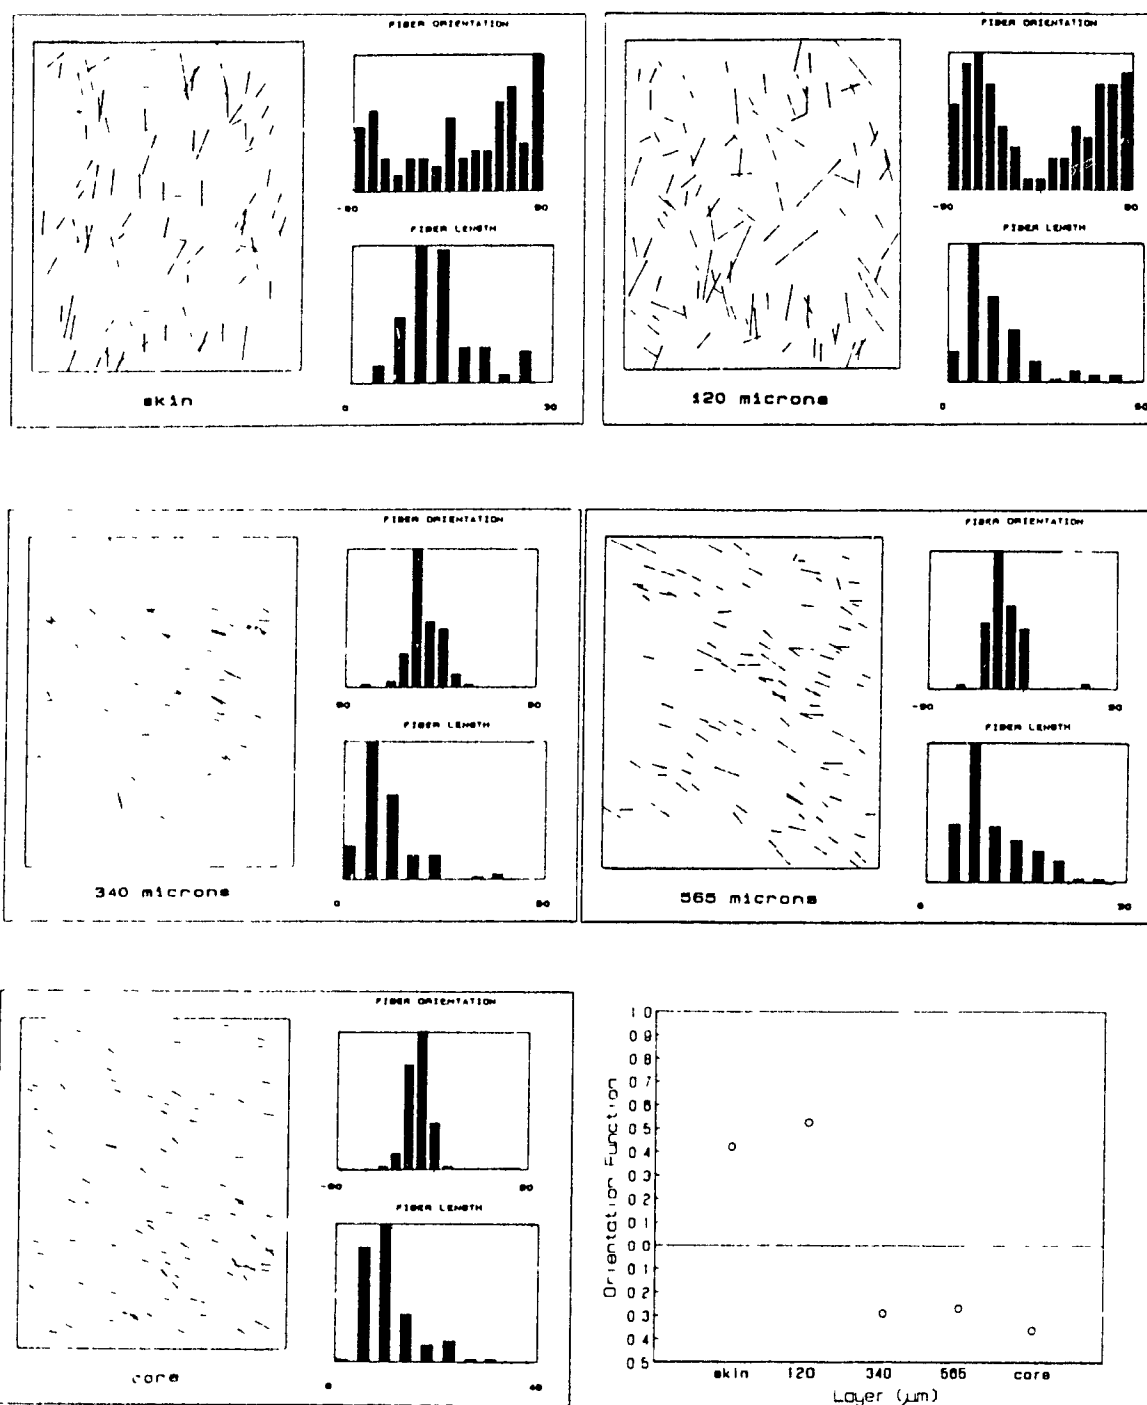 FIBER ORIENTATION
-90 90
FIBER LENGTH
0 30
skin
FIBER ORIENTATION
-90 90
FIBER LENGTH
0 60
120 microns
FIBER ORIENTATION
90 90
FIBER LENGTH
0 50
340 microns
FIBER ORIENTATION
-90 90
FIBER LENGTH
0 30
565 microns
FIBER ORIENTATION
-90 90
FIBER LENGTH
0 40
core
Orientation Function
1.0
0.9
0.8
0.7
0.6
0.5
0.4
0.3
0.2
0.1
0.0
0.1
0.2
0.3
0.4
0.5
skin 120 340 565 core
Layer (μm)